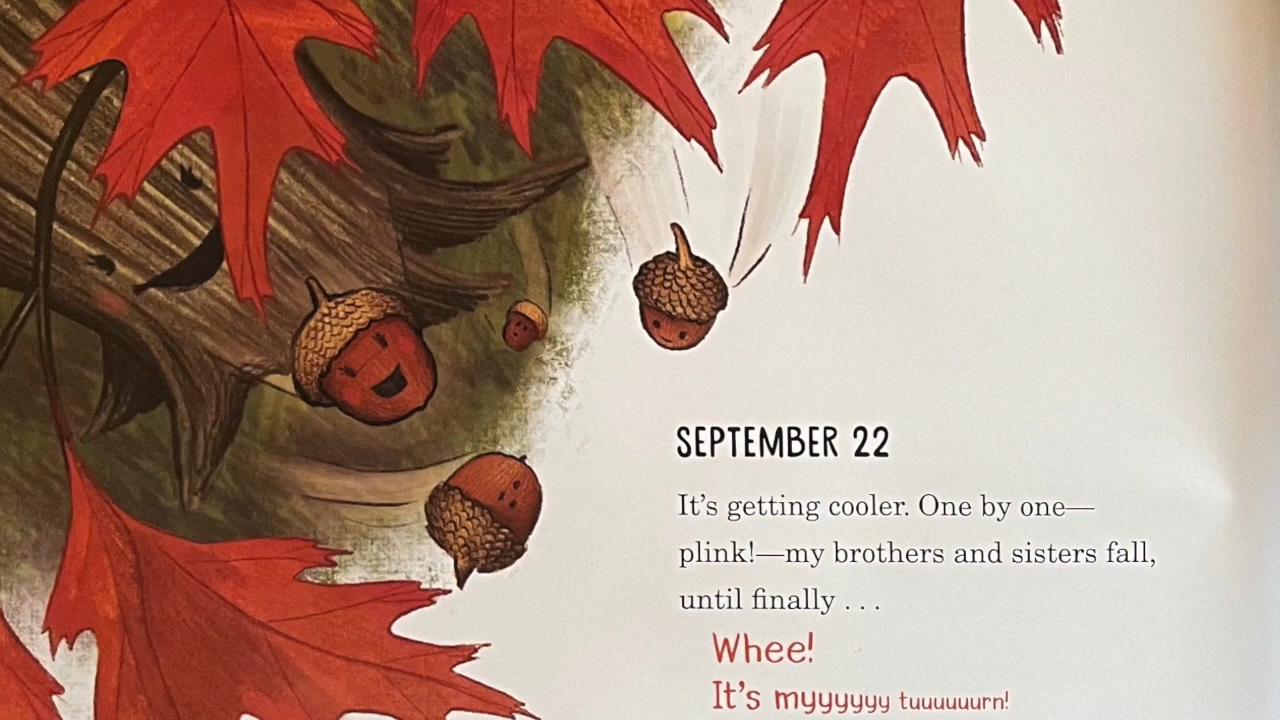 SEPTEMBER 22
It’s getting cooler. One by one—
plink!—my brothers and sisters fall,
until finally . . .
Whee!
It’s myyyyyy tuuuuuurn!